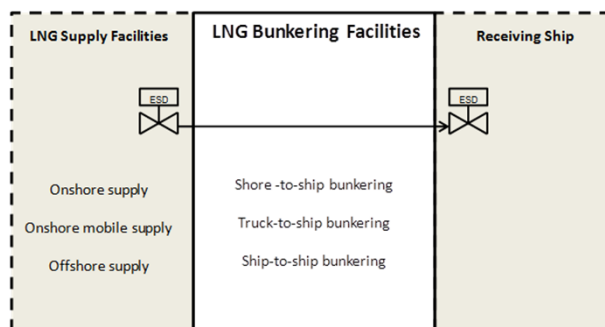 LNG Supply Facilities
LNG Bunkering Facilities
Receiving Ship
ESD
ESD
Onshore supply
Shore -to-ship bunkering
Onshore mobile supply
Truck-to-ship bunkering
Offshore supply
Ship-to-ship bunkering